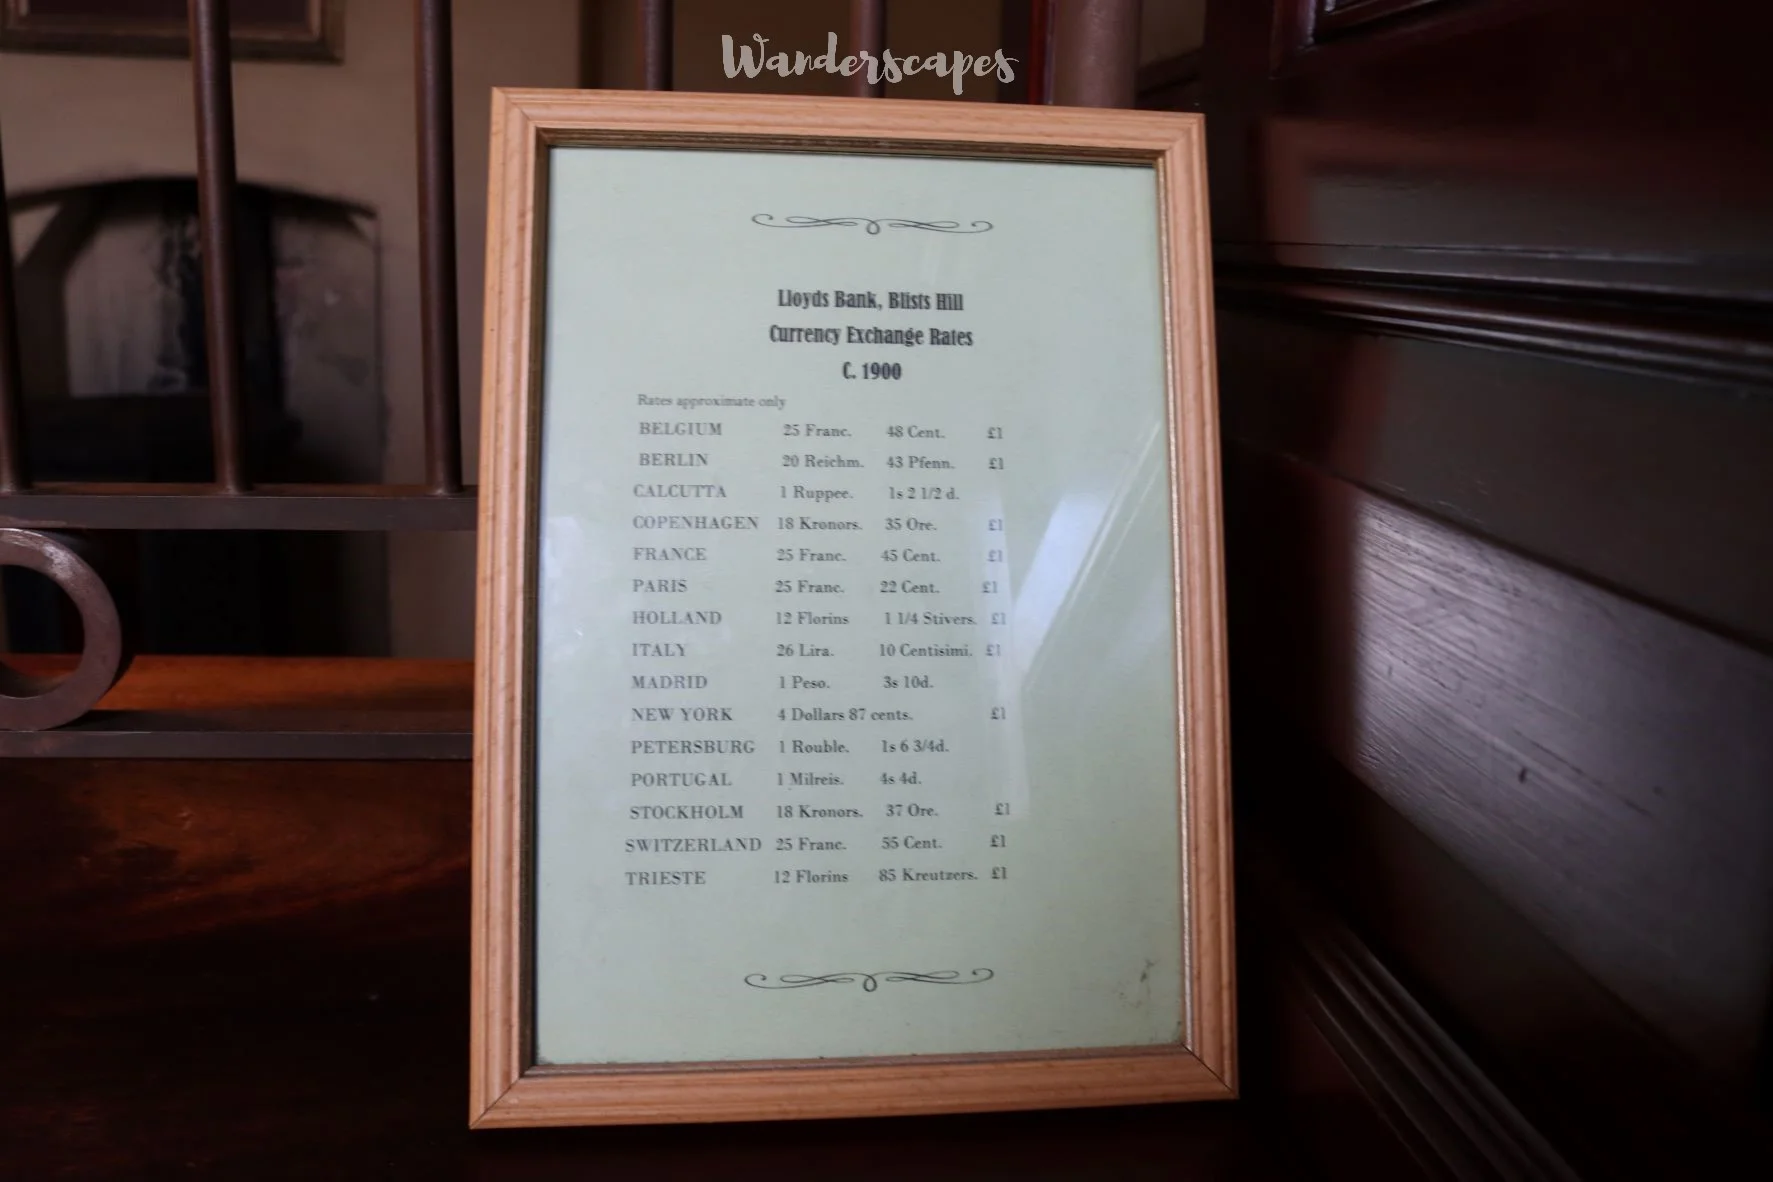 Wanderscapes
Lloyds Bank, Blists Hill
Currency Exchange Rates
C. 1900
Rates approximate only
BELGIUM 25 Franc. 48 Cent. £1
BERLIN 20 Reichm. 43 Pfenn. £1
CALCUTTA 1 Ruppee. 1s 2 1/2 d.
COPENHAGEN 18 Kronors. 35 Ore. £1
FRANCE 25 Franc. 45 Cent. £1
PARIS 25 Franc. 22 Cent. £1
HOLLAND 12 Florins 1 1/4 Stivers. £1
ITALY 26 Lira. 10 Centisimi. £1
MADRID 1 Peso. 3s 10d.
NEW YORK 4 Dollars 87 cents. £1
PETERSBURG 1 Rouble. 1s 6 3/4d.
PORTUGAL 1 Milreis. 4s 4d.
STOCKHOLM 18 Kronors. 37 Ore. £1
SWITZERLAND 25 Franc. 55 Cent. £1
TRIESTE 12 Florins 85 Kreutzers. £1